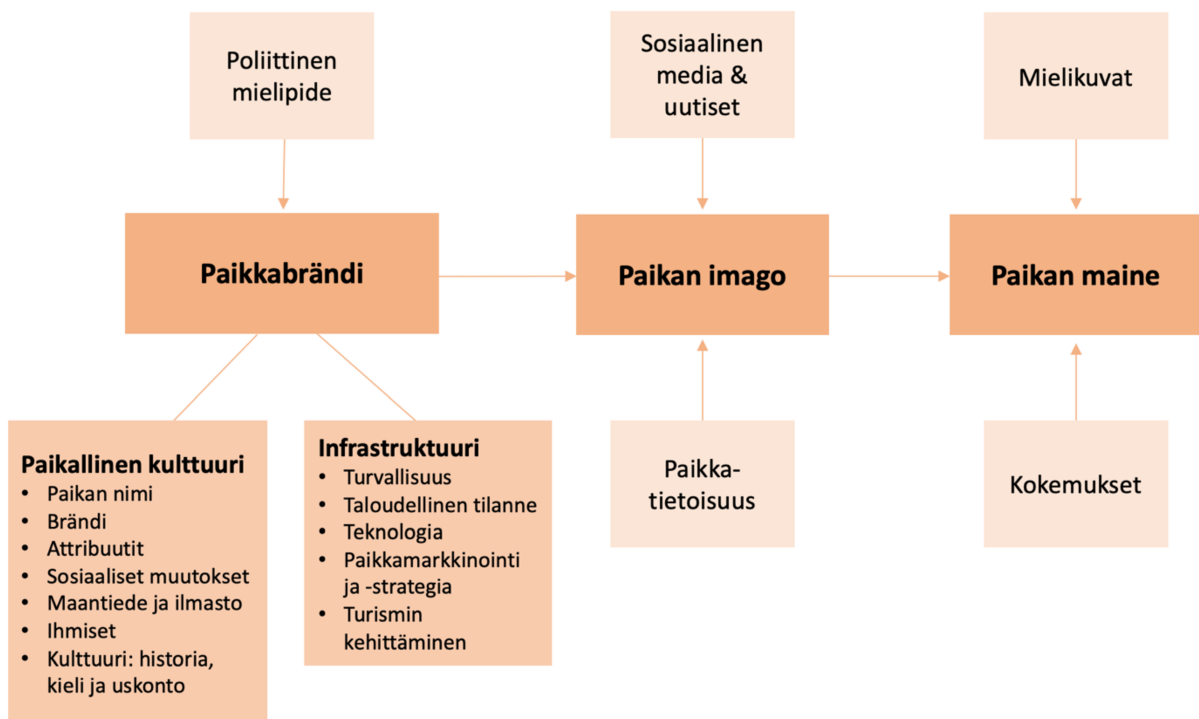 Poliittinen
mielipide
Sosiaalinen
media &
uutiset
Mielikuvat
Paikkabrändi
Paikan imago
Paikan maine
Paikallinen kulttuuri
• Paikan nimi
• Brändi
• Attribuutit
• Sosiaaliset muutokset
• Maantiede ja ilmasto
• Ihmiset
• Kulttuuri: historia,
kieli ja uskonto
Infrastruktuuri
• Turvallisuus
• Taloudellinen tilanne
• Teknologia
• Paikkamarkkinointi
ja -strategia
• Turismin
kehittäminen
Paikka-
tietoisuus
Kokemukset